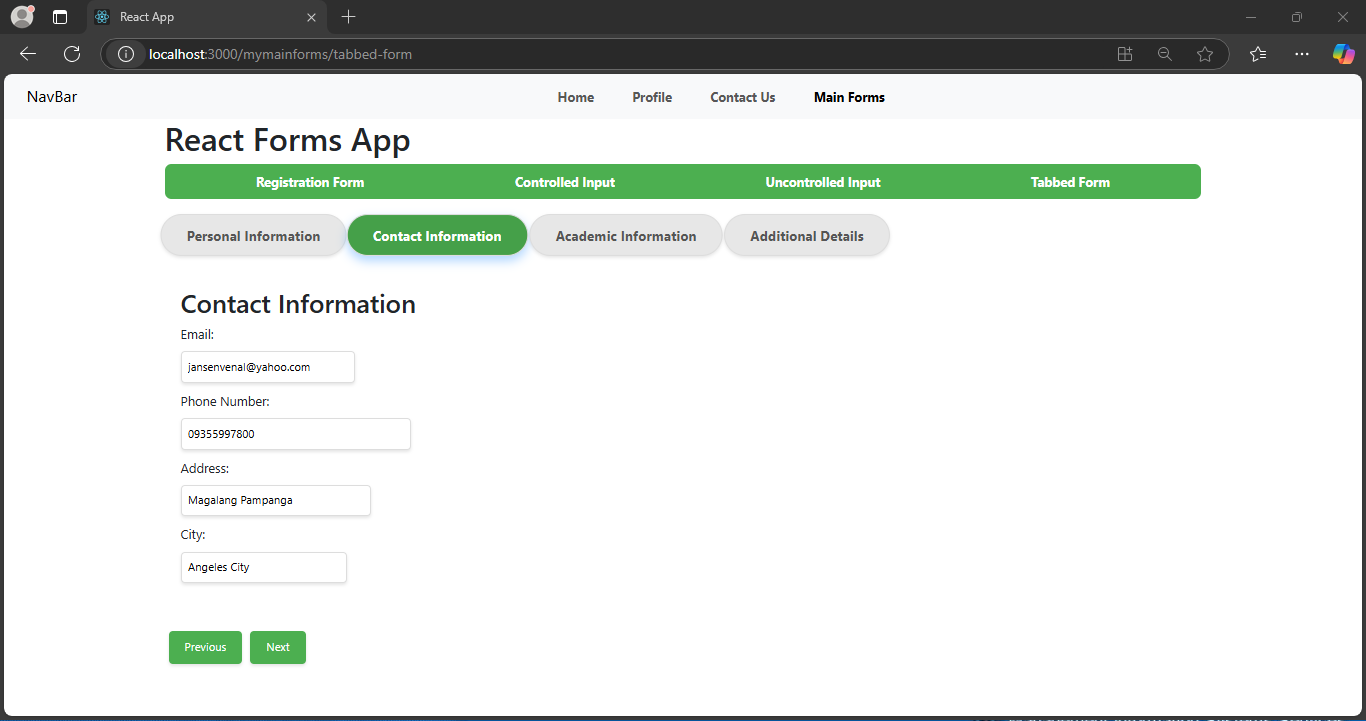 React App
localhost:3000/mymainforms/tabbed-form
NavBar Home Profile Contact Us Main Forms
React Forms App
Registration Form Controlled Input Uncontrolled Input Tabbed Form
Personal Information Contact Information Academic Information Additional Details
Contact Information
Email:
jansenvenal@yahoo.com
Phone Number:
09355997800
Address:
Magalang Pampanga
City:
Angeles City
Previous Next